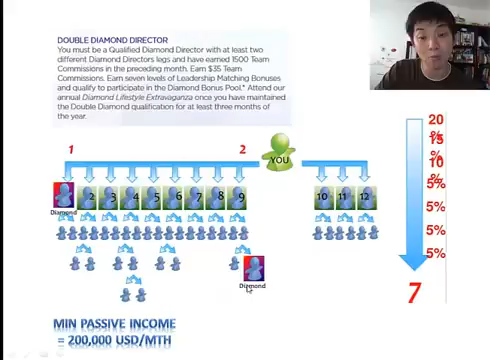 DOUBLE DIAMOND DIRECTOR
You must be a Qualified Diamond Director with at least two
different Diamond Directors legs and have earned 1500 Team
Commissions in the preceding month. Earn $35 Team
Commissions. Earn seven levels of Leadership Matching Bonuses
and qualify to participate in the Diamond Bonus Pool.* Attend our
annual Diamond Lifestyle Extravaganza once you have maintained
the Double Diamond qualification for at least three months of
the year.
1
2
YOU
2
3
4
5
6
7
8
9
10
11
12
Diamond
Diamond
20
%
15
%
10
%
5%
5%
5%
5%
7
MIN PASSIVE INCOME
= 200,000 USD/MTH